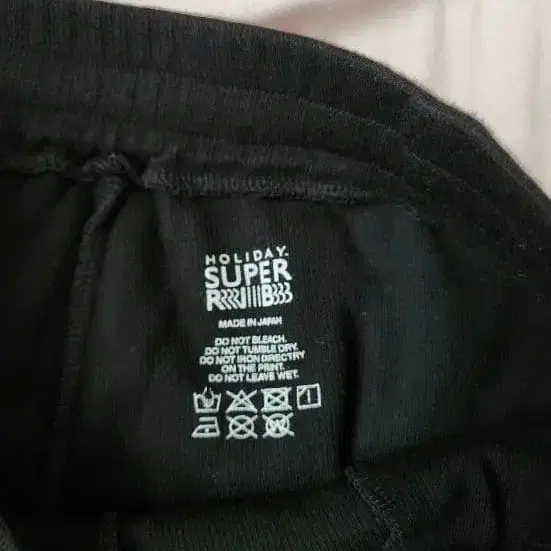 HOLIDAY
SUPER
RIB
MADE IN JAPAN
DO NOT BLEACH.
DO NOT TUMBLE DRY.
DO NOT IRON DIRECTRY
ON THE PRINT.
DO NOT LEAVE WET.
W